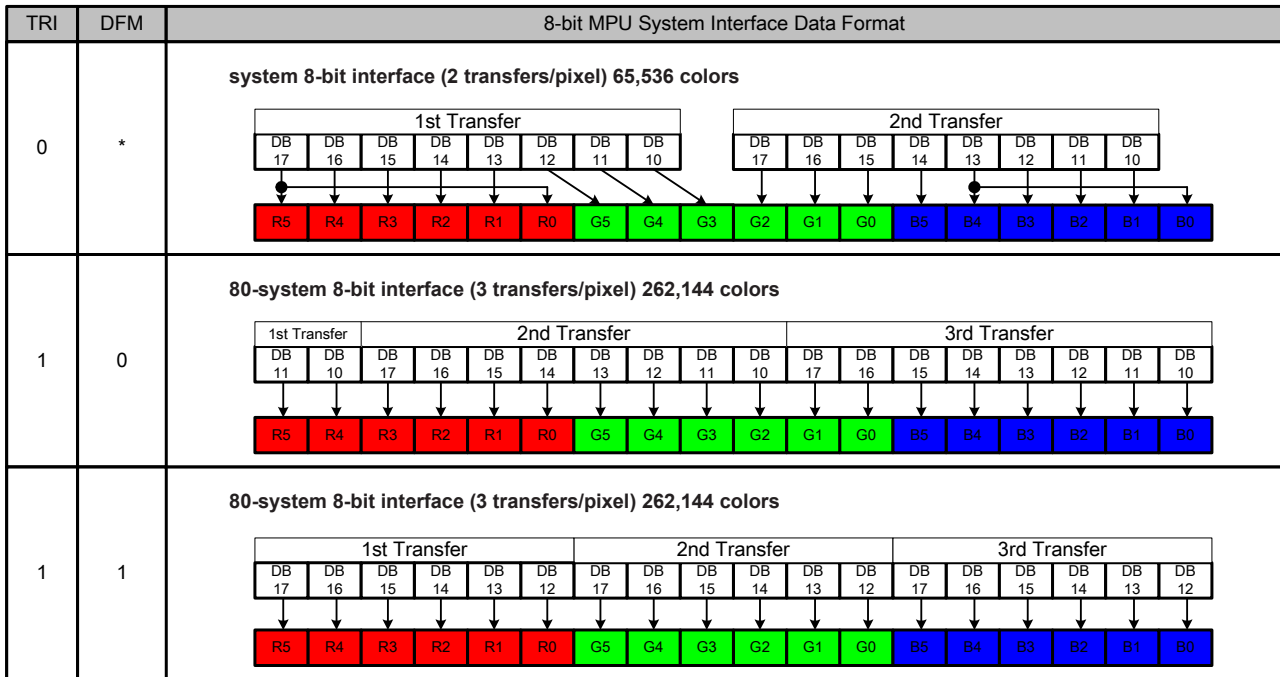 TRI DFM 8-bit MPU System Interface Data Format
system 8-bit interface (2 transfers/pixel) 65,536 colors
1st Transfer 2nd Transfer
0 *
DB DB DB DB DB DB DB DB DB DB DB DB DB DB DB DB
17 16 15 14 13 12 11 10 17 16 15 14 13 12 11 10
R5 R4 R3 R2 R1 R0 G5 G4 G3 G2 G1 G0 B5 B4 B3 B2 B1 B0
80-system 8-bit interface (3 transfers/pixel) 262,144 colors
1st Transfer 2nd Transfer 3rd Transfer
1 0
DB DB DB DB DB DB DB DB DB DB DB DB DB DB DB DB DB DB
11 10 17 16 15 14 13 12 11 10 17 16 15 14 13 12 11 10
R5 R4 R3 R2 R1 R0 G5 G4 G3 G2 G1 G0 B5 B4 B3 B2 B1 B0
80-system 8-bit interface (3 transfers/pixel) 262,144 colors
1st Transfer 2nd Transfer 3rd Transfer
1 1
DB DB DB DB DB DB DB DB DB DB DB DB DB DB DB DB DB DB
17 16 15 14 13 12 17 16 15 14 13 12 17 16 15 14 13 12
R5 R4 R3 R2 R1 R0 G5 G4 G3 G2 G1 G0 B5 B4 B3 B2 B1 B0